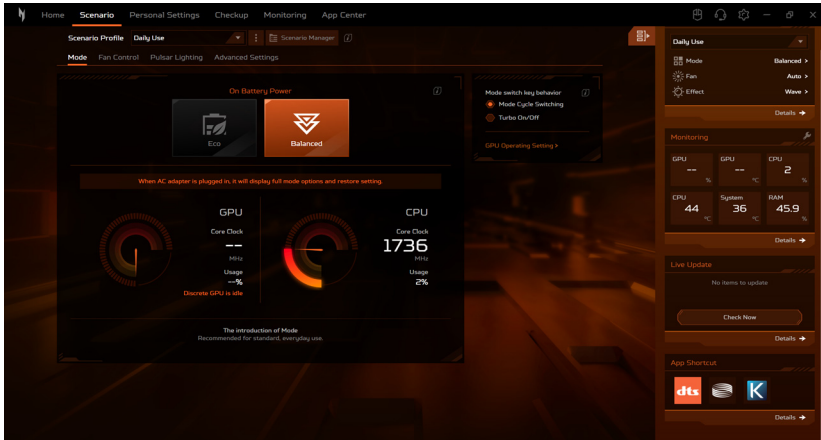 Home Scenario Personal Settings Checkup Monitoring App Center
Scenario Profile Daily Use Scenario Manager
Mode Fan Control Pulsar Lighting Advanced Settings
On Battery Power
Eco
Balanced
When AC adapter is plugged in, it will display full mode options and restore setting.
GPU
Core Clock
--
MHz
Usage
--%
Discrete GPU is idle
CPU
Core Clock
1736
MHz
Usage
2%
The introduction of Mode
Recommended for standard, everyday use.
Mode switch key behavior
Mode Cycle Switching
Turbo On/Off
GPU Operating Setting >
Daily Use
Mode Balanced >
Fan Auto >
Effect Wave >
Details →
Monitoring
GPU
--
%
GPU
--
°C
CPU
2
%
CPU
44
°C
System
36
°C
RAM
45.9
%
Details →
Live Update
No items to update
Check Now
Details →
App Shortcut
dts
K
Details →